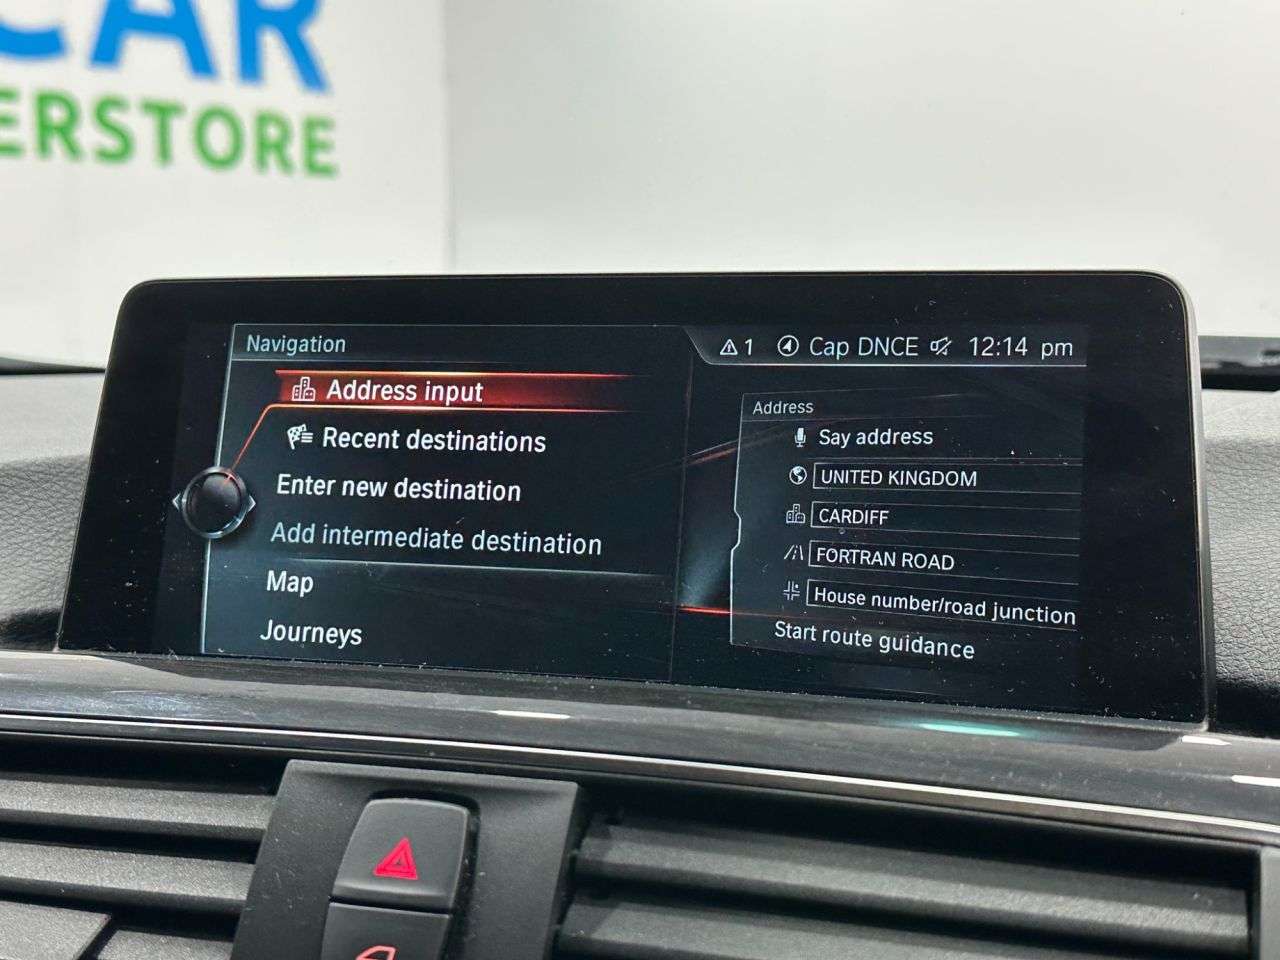 CAR
ERSTORE
Navigation
1 Cap DNCE 12:14 pm
Address input
Recent destinations
Enter new destination
Add intermediate destination
Map
Journeys
Address
Say address
UNITED KINGDOM
CARDIFF
FORTRAN ROAD
House number/road junction
Start route guidance